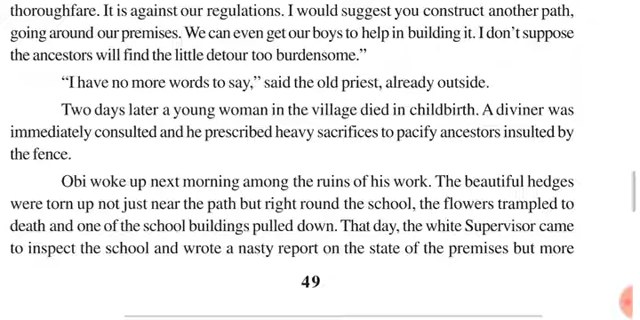 thoroughfare. It is against our regulations. I would suggest you construct another path,
going around our premises. We can even get our boys to help in building it. I don’t suppose
the ancestors will find the little detour too burdensome.”
“I have no more words to say,” said the old priest, already outside.
Two days later a young woman in the village died in childbirth. A diviner was
immediately consulted and he prescribed heavy sacrifices to pacify ancestors insulted by
the fence.
Obi woke up next morning among the ruins of his work. The beautiful hedges
were torn up not just near the path but right round the school, the flowers trampled to
death and one of the school buildings pulled down. That day, the white Supervisor came
to inspect the school and wrote a nasty report on the state of the premises but more
49